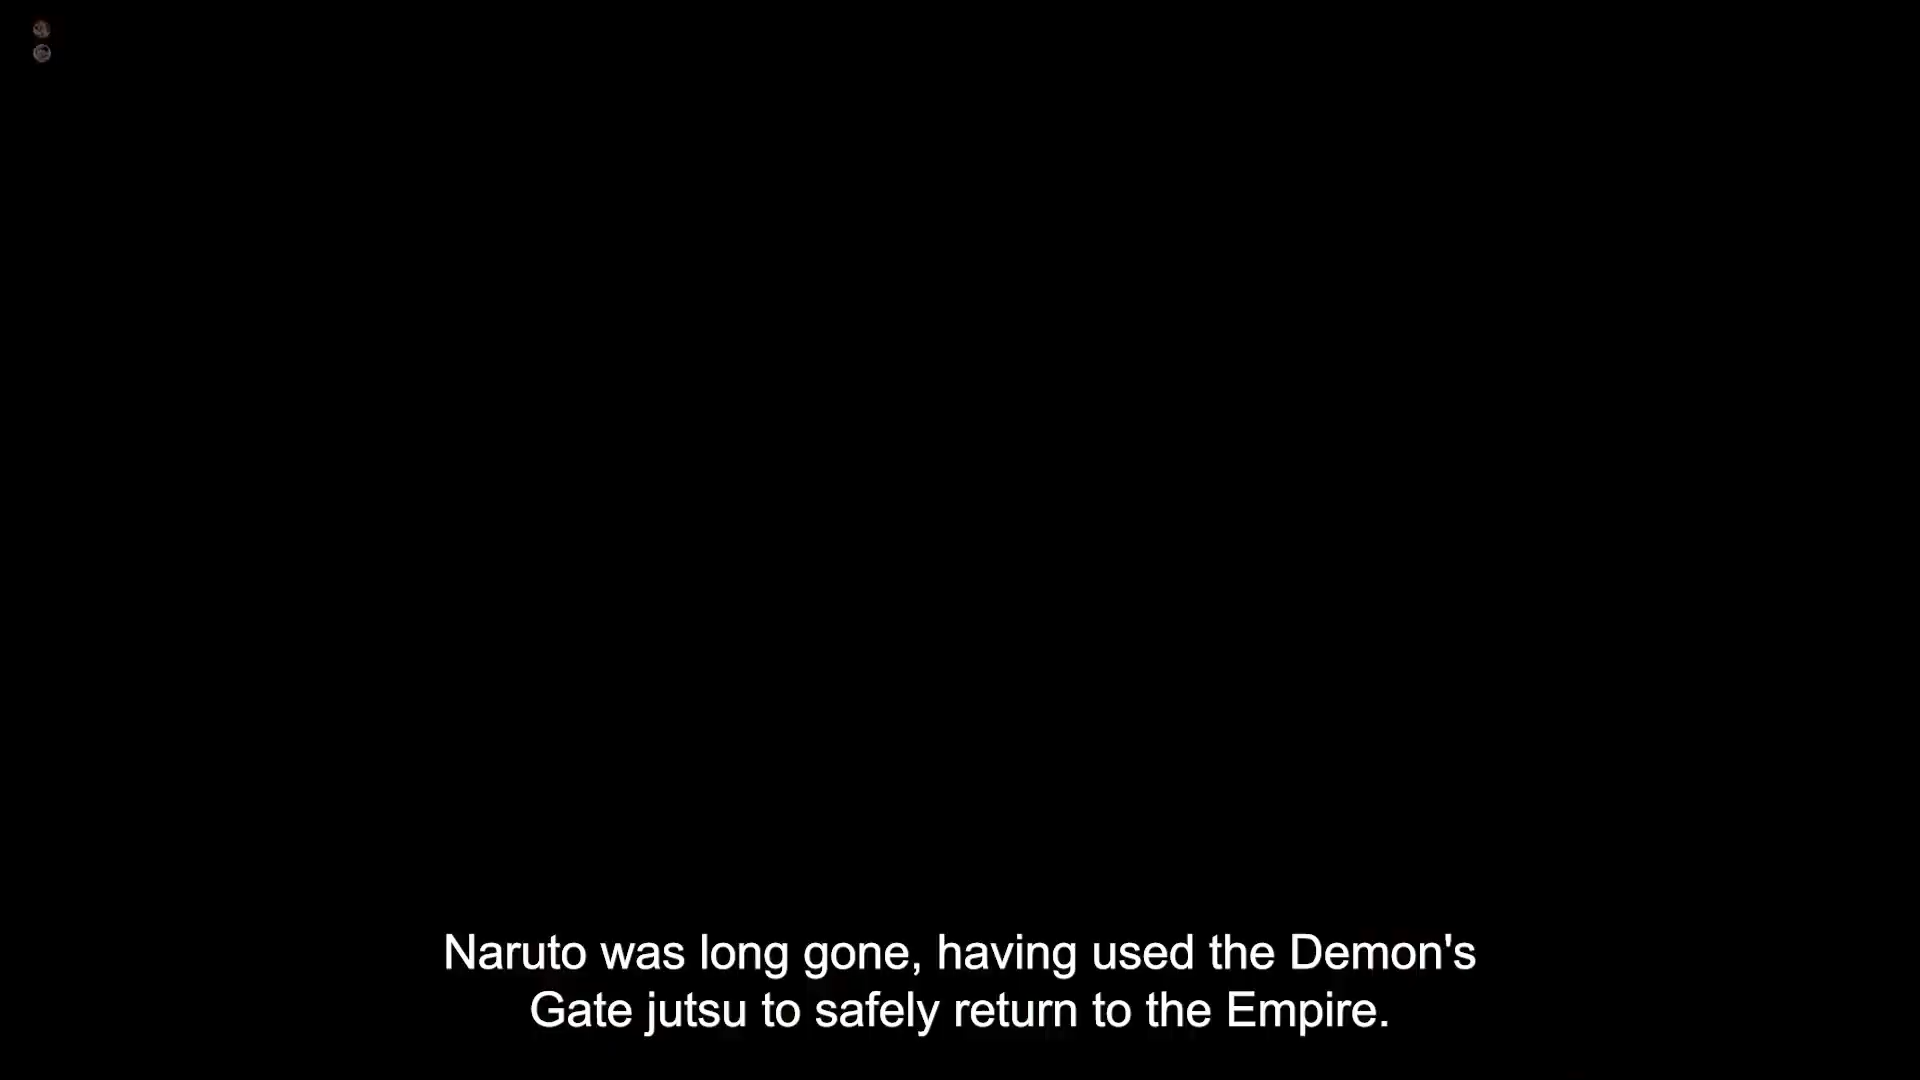 Naruto was long gone, having used the Demon's
Gate jutsu to safely return to the Empire.